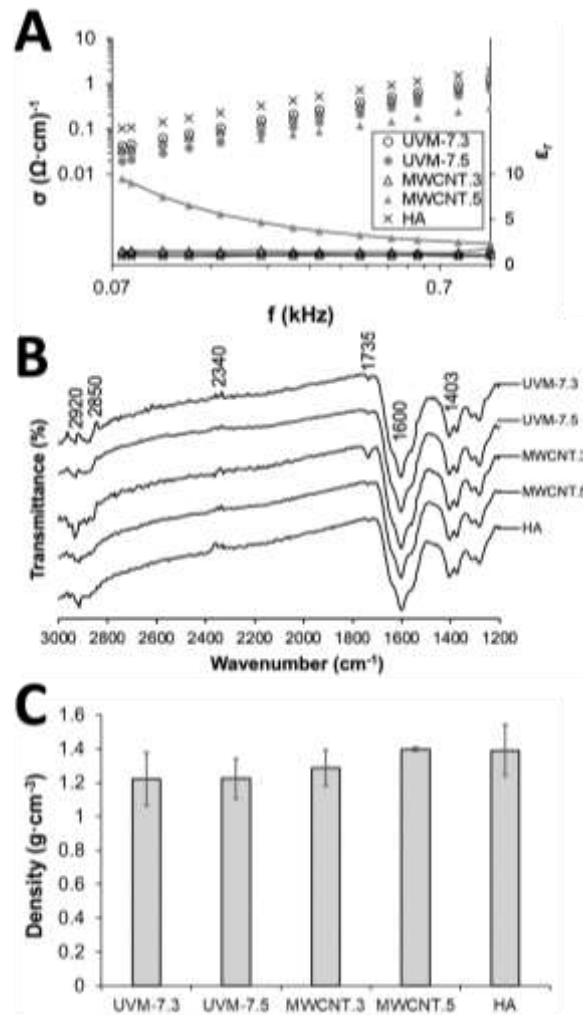 A
10
1
0.1
0.01
σ (Ω·cm)⁻¹
UVM-7.3
UVM-7.5
MWCNT.3
MWCNT.5
HA
10
5
0
εr
0.07
0.7
f (kHz)
B
2920
2850
2340
1735
1600
1403
UVM-7.3
UVM-7.5
MWCNT.3
MWCNT.5
HA
Transmittance (%)
3000 2800 2600 2400 2200 2000 1800 1600 1400 1200
Wavenumber (cm⁻¹)
C
1.6
1.4
1.2
1
0.8
0.6
0.4
0.2
0
Density (g·cm⁻³)
UVM-7.3 UVM-7.5 MWCNT.3 MWCNT.5 HA